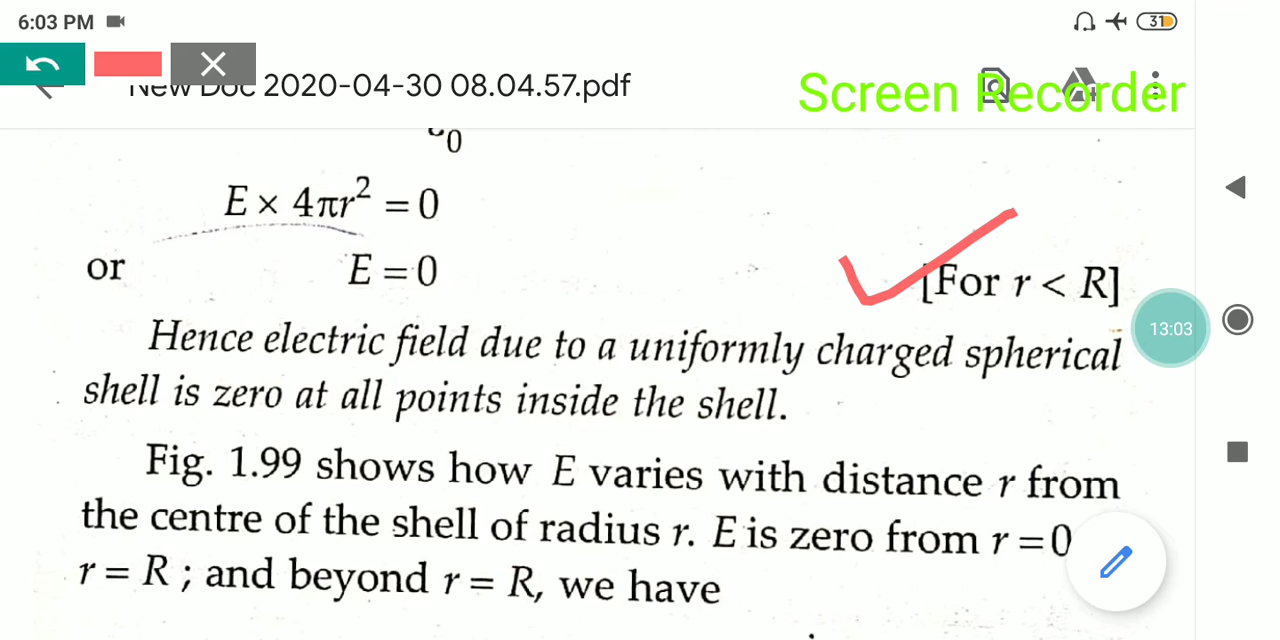 6:03 PM
31
New Doc 2020-04-30 08.04.57.pdf
Screen Recorder
0
E × 4πr² = 0
or E = 0 [For r < R]
13:03
Hence electric field due to a uniformly charged spherical
shell is zero at all points inside the shell.
Fig. 1.99 shows how E varies with distance r from
the centre of the shell of radius r. E is zero from r = 0
r = R ; and beyond r = R, we have